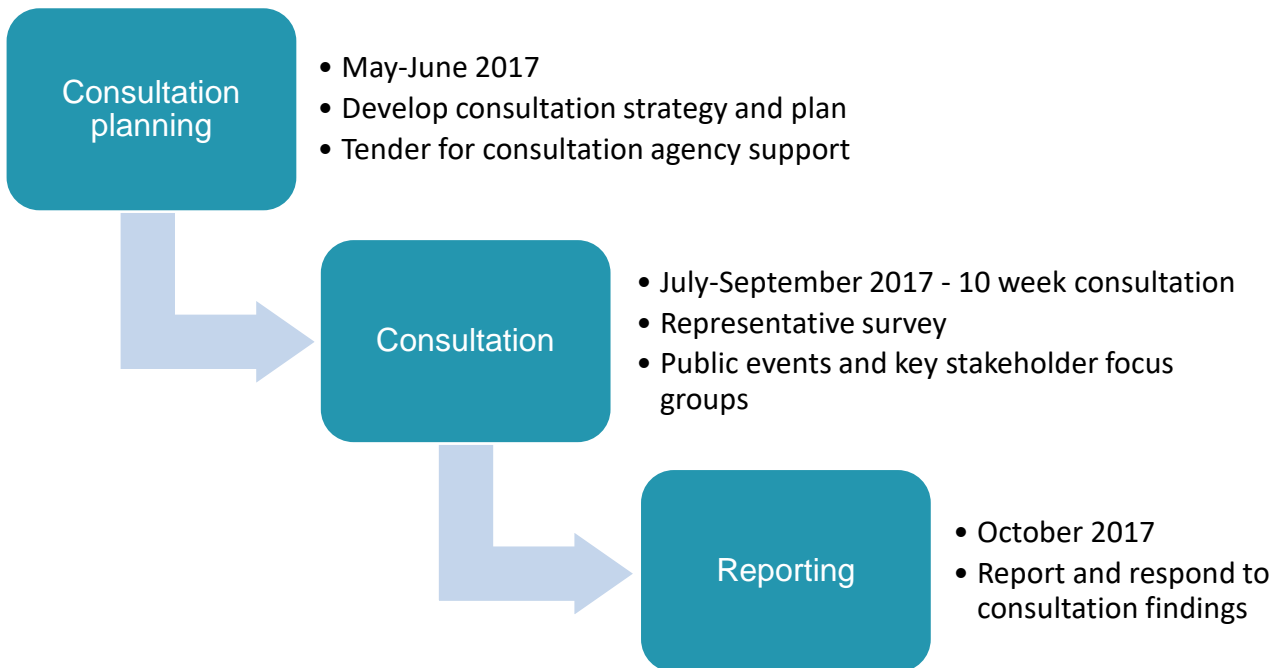 Consultation
planning
• May-June 2017
• Develop consultation strategy and plan
• Tender for consultation agency support
Consultation
• July-September 2017 - 10 week consultation
• Representative survey
• Public events and key stakeholder focus
groups
Reporting
• October 2017
• Report and respond to
consultation findings